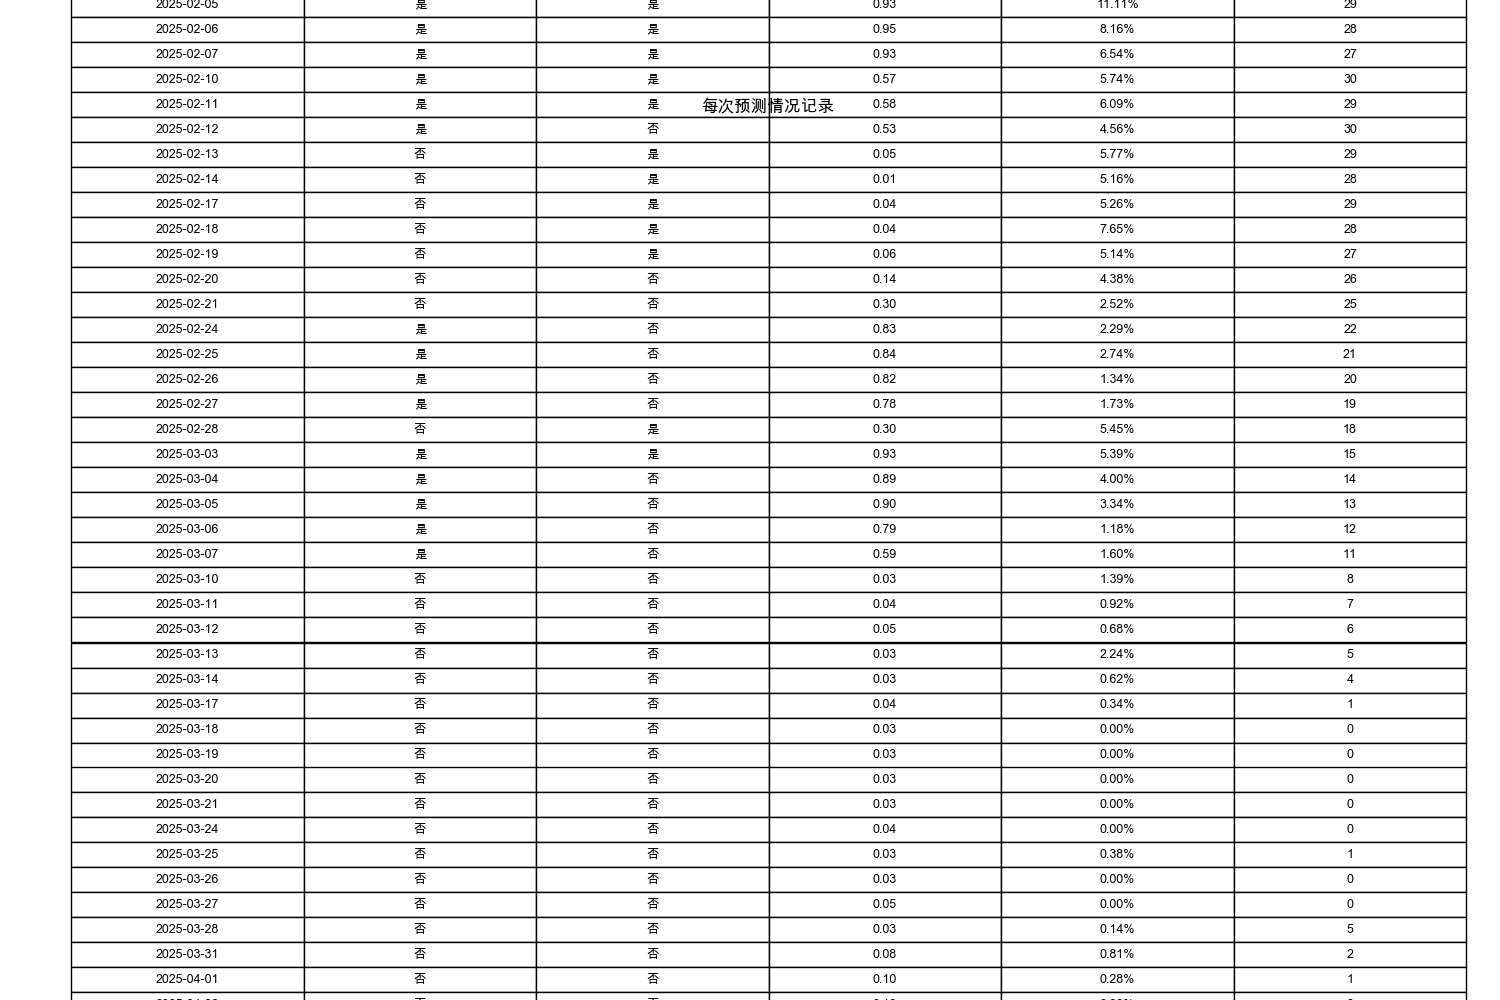 2025-02-05 是 是 0.93 11.11% 29
2025-02-06 是 是 0.95 8.16% 28
2025-02-07 是 是 0.93 6.54% 27
2025-02-10 是 是 0.57 5.74% 30
2025-02-11 是 是 每次预测情况记录 0.58 6.09% 29
2025-02-12 是 否 0.53 4.56% 30
2025-02-13 否 是 0.05 5.77% 29
2025-02-14 否 是 0.01 5.16% 28
2025-02-17 否 是 0.04 5.26% 29
2025-02-18 否 是 0.04 7.65% 28
2025-02-19 否 是 0.06 5.14% 27
2025-02-20 否 否 0.14 4.38% 26
2025-02-21 否 否 0.30 2.52% 25
2025-02-24 是 否 0.83 2.29% 22
2025-02-25 是 否 0.84 2.74% 21
2025-02-26 是 否 0.82 1.34% 20
2025-02-27 是 否 0.78 1.73% 19
2025-02-28 否 是 0.30 5.45% 18
2025-03-03 是 是 0.93 5.39% 15
2025-03-04 是 否 0.89 4.00% 14
2025-03-05 是 否 0.90 3.34% 13
2025-03-06 是 否 0.79 1.18% 12
2025-03-07 是 否 0.59 1.60% 11
2025-03-10 否 否 0.03 1.39% 8
2025-03-11 否 否 0.04 0.92% 7
2025-03-12 否 否 0.05 0.68% 6
2025-03-13 否 否 0.03 2.24% 5
2025-03-14 否 否 0.03 0.62% 4
2025-03-17 否 否 0.04 0.34% 1
2025-03-18 否 否 0.03 0.00% 0
2025-03-19 否 否 0.03 0.00% 0
2025-03-20 否 否 0.03 0.00% 0
2025-03-21 否 否 0.03 0.00% 0
2025-03-24 否 否 0.04 0.00% 0
2025-03-25 否 否 0.03 0.38% 1
2025-03-26 否 否 0.03 0.00% 0
2025-03-27 否 否 0.05 0.00% 0
2025-03-28 否 否 0.03 0.14% 5
2025-03-31 否 否 0.08 0.81% 2
2025-04-01 否 否 0.10 0.28% 1